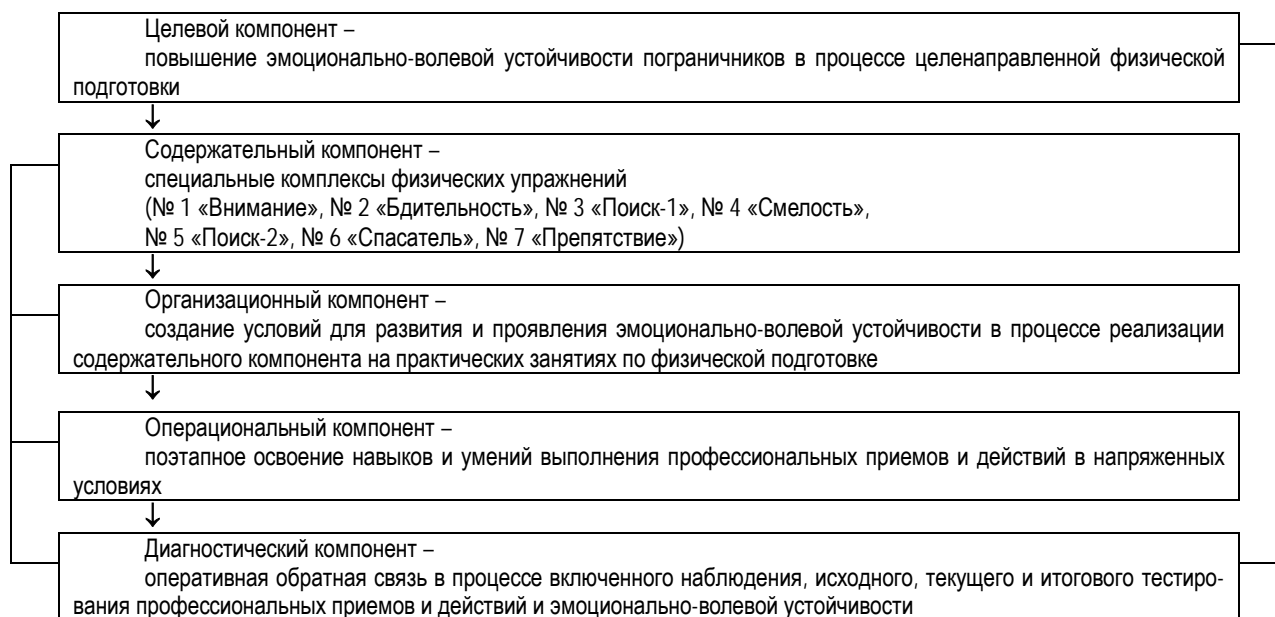 Целевой компонент –
повышение эмоционально-волевой устойчивости пограничников в процессе целенаправленной физической
подготовки
Содержательный компонент –
специальные комплексы физических упражнений
(№ 1 «Внимание», № 2 «Бдительность», № 3 «Поиск-1», № 4 «Смелость»,
№ 5 «Поиск-2», № 6 «Спасатель», № 7 «Препятствие»)
Организационный компонент –
создание условий для развития и проявления эмоционально-волевой устойчивости в процессе реализации
содержательного компонента на практических занятиях по физической подготовке
Операциональный компонент –
поэтапное освоение навыков и умений выполнения профессиональных приемов и действий в напряженных
условиях
Диагностический компонент –
оперативная обратная связь в процессе включенного наблюдения, исходного, текущего и итогового тестиро-
вания профессиональных приемов и действий и эмоционально-волевой устойчивости